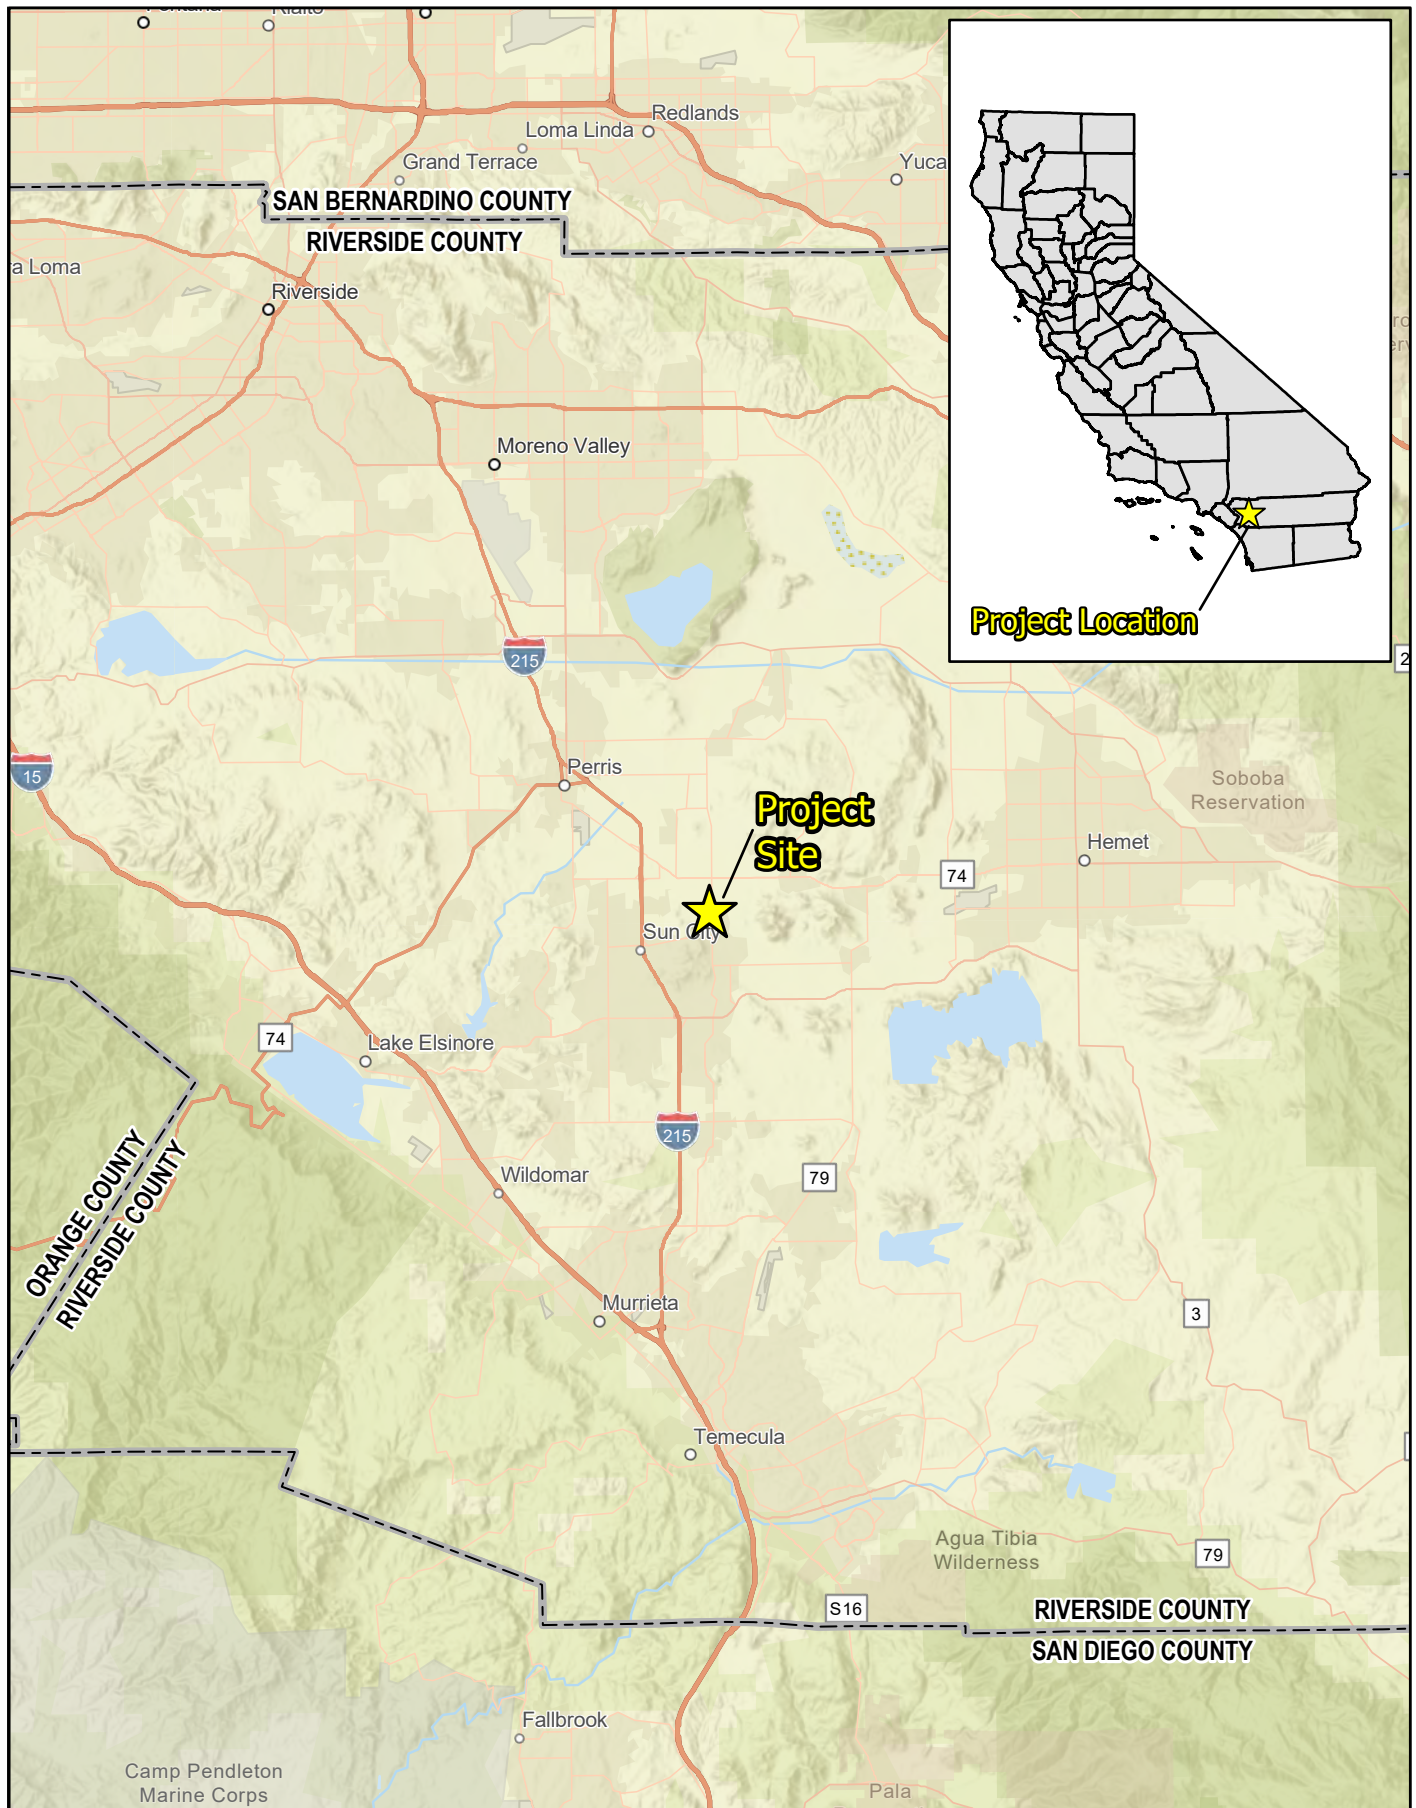 Rialto
Redlands
Loma Linda
Grand Terrace
Yuca
SAN BERNARDINO COUNTY
RIVERSIDE COUNTY
ra Loma
Riverside
Moreno Valley
Project Location
215
2
15
Perris
Soboba
Reservation
Project
Site
Hemet
74
Sun City
74
Lake Elsinore
215
ORANGE COUNTY
RIVERSIDE COUNTY
Wildomar
79
Murrieta
3
Temecula
Agua Tibia
Wilderness
79
S16
RIVERSIDE COUNTY
SAN DIEGO COUNTY
Fallbrook
Camp Pendleton
Marine Corps
Pala